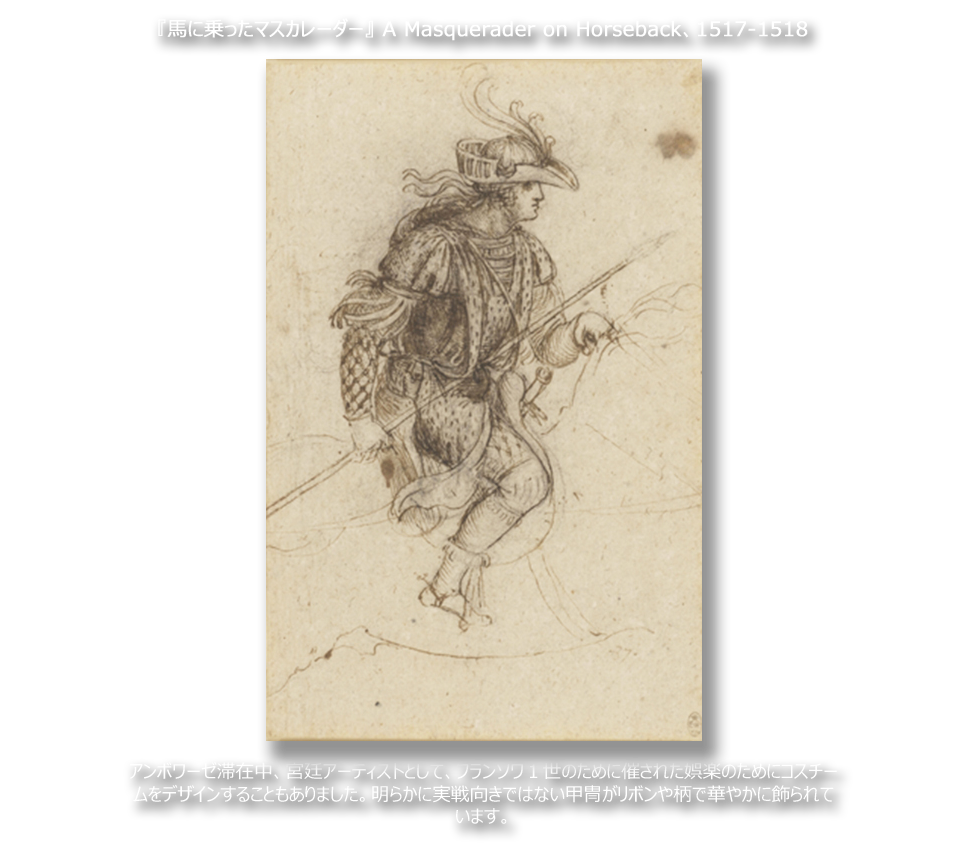 『馬に乗ったマスカレーダー』 A Masquerader on Horseback、1517-1518
アンボワーゼ滞在中、宮廷アーティストとして、フランソワ1世のために催された娯楽のためにコスチー
ムをデザインすることもありました。明らかに実戦向きではない甲冑がリボンや柄で華やかに飾られて
います。